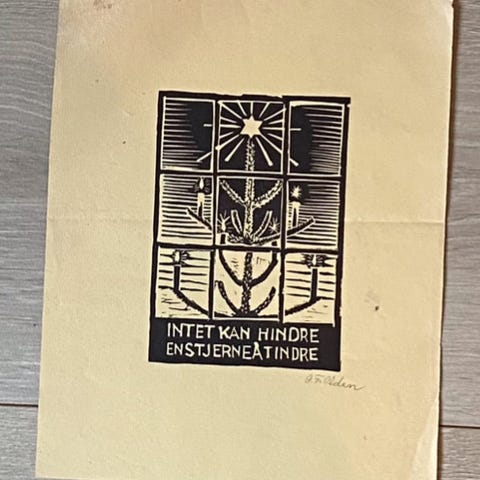 INTET KAN HINDRE
EN STJERNE Å TINDRE